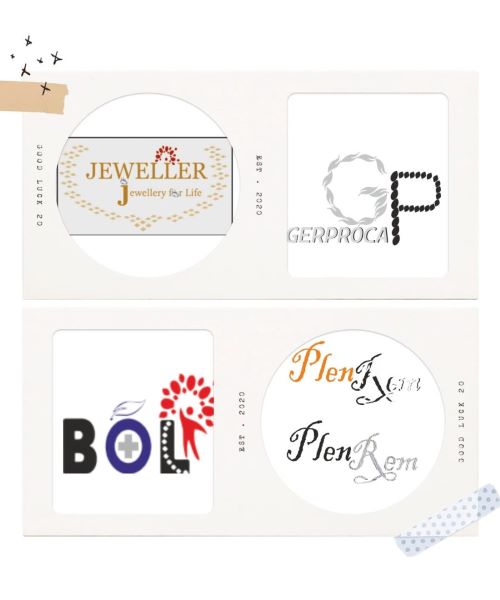 GOOD LUCK 20
JEWELLER
Jewellery for Life
EST • 2020
GP
GERPROCA
BOL
EST • 2020
PlenRem
PlenRem
GOOD LUCK 20